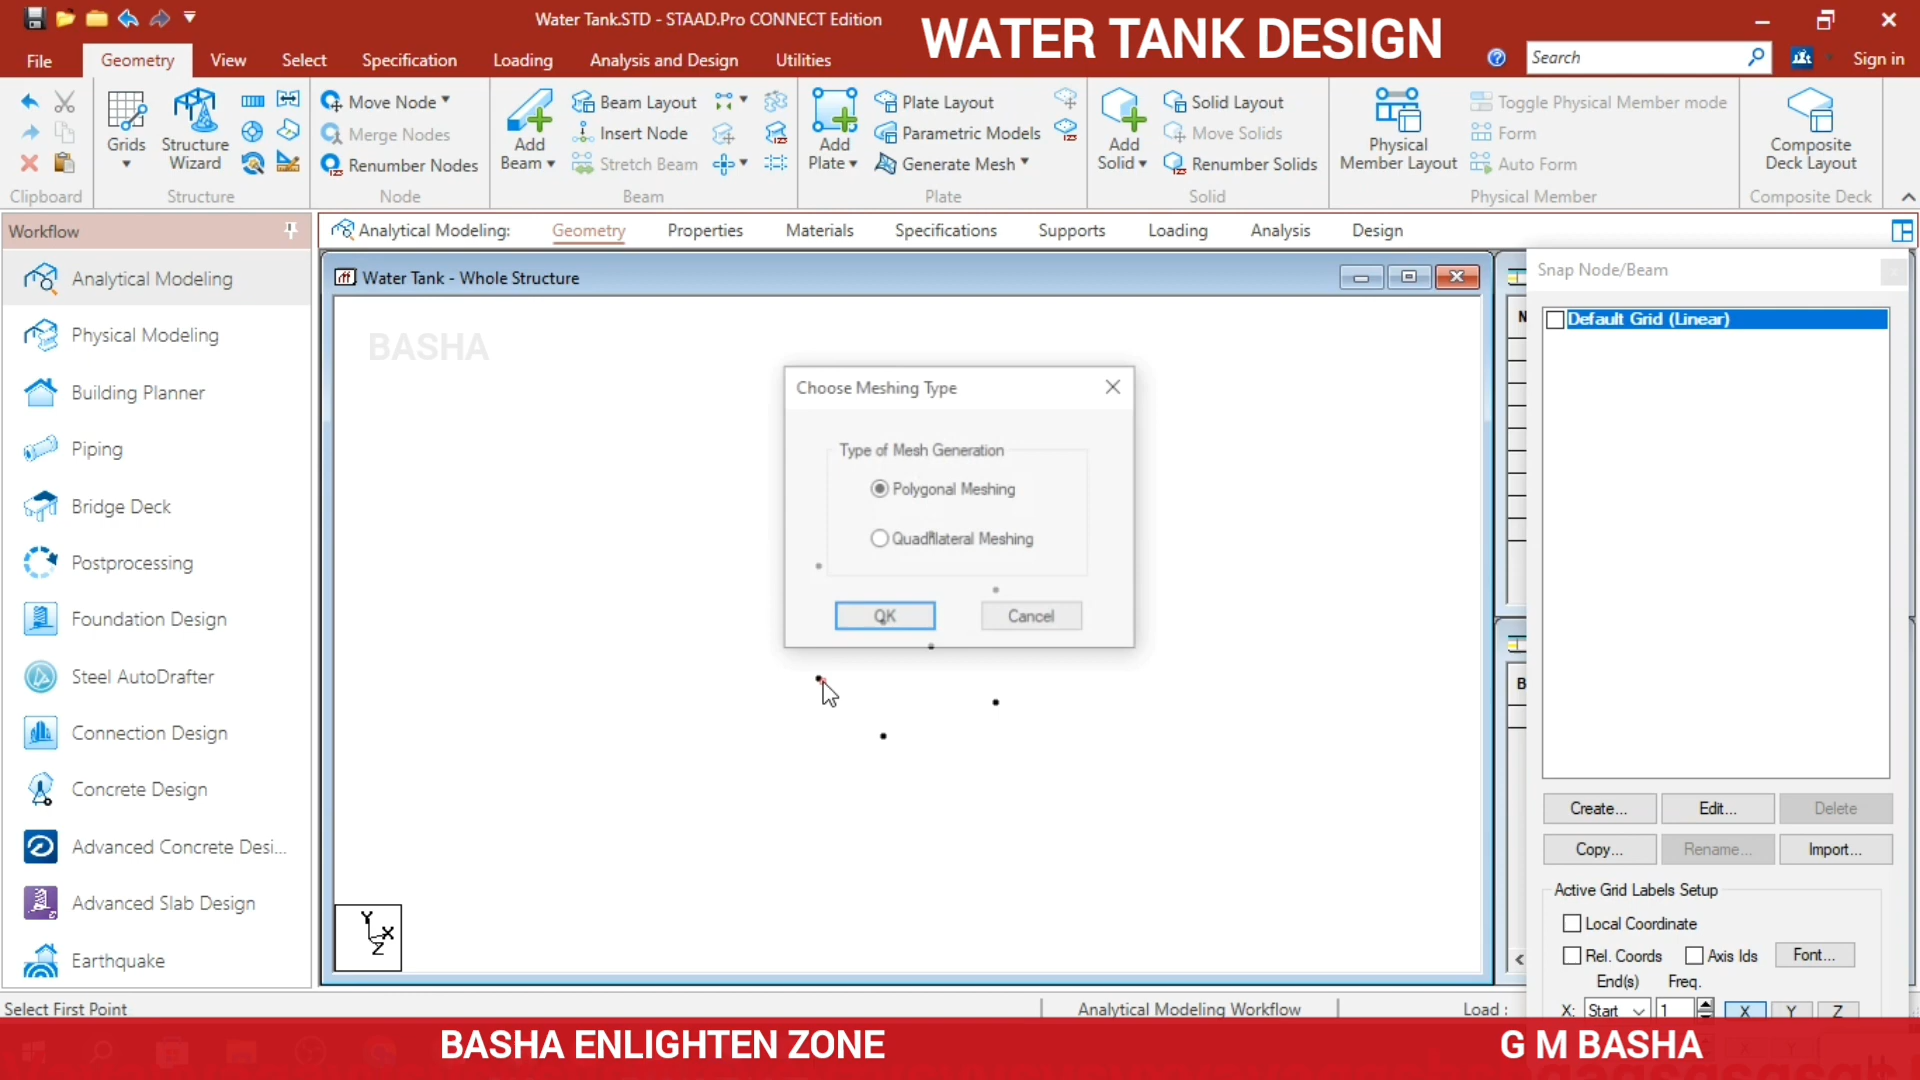 Water Tank.STD - STAAD.Pro CONNECT Edition
WATER TANK DESIGN
File
Geometry
View
Select
Specification
Loading
Analysis and Design
Utilities
Search
Sign in
Grids
Structure Wizard
Move Node
Merge Nodes
Renumber Nodes
Add Beam
Beam Layout
Insert Node
Stretch Beam
Add Plate
Plate Layout
Parametric Models
Generate Mesh
Add Solid
Solid Layout
Move Solids
Renumber Solids
Physical Member Layout
Toggle Physical Member mode
Form
Auto Form
Composite Deck Layout
Clipboard
Structure
Node
Beam
Plate
Solid
Physical Member
Composite Deck
Workflow
Analytical Modeling:
Geometry
Properties
Materials
Specifications
Supports
Loading
Analysis
Design
Analytical Modeling
Physical Modeling
Building Planner
Piping
Bridge Deck
Postprocessing
Foundation Design
Steel AutoDrafter
Connection Design
Concrete Design
Advanced Concrete Desi...
Advanced Slab Design
Earthquake
Water Tank - Whole Structure
BASHA
Choose Meshing Type
Type of Mesh Generation
Polygonal Meshing
Quadrilateral Meshing
OK
Cancel
Y
X
Z
N
B
Snap Node/Beam
Default Grid (Linear)
Create...
Edit...
Delete
Copy...
Rename...
Import...
Active Grid Labels Setup
Local Coordinate
Rel. Coords
Axis Ids
Font...
End(s)
Freq.
X:
Start
1
X
Y
Z
Select First Point
Analytical Modeling Workflow
Load :
BASHA ENLIGHTEN ZONE
G M BASHA